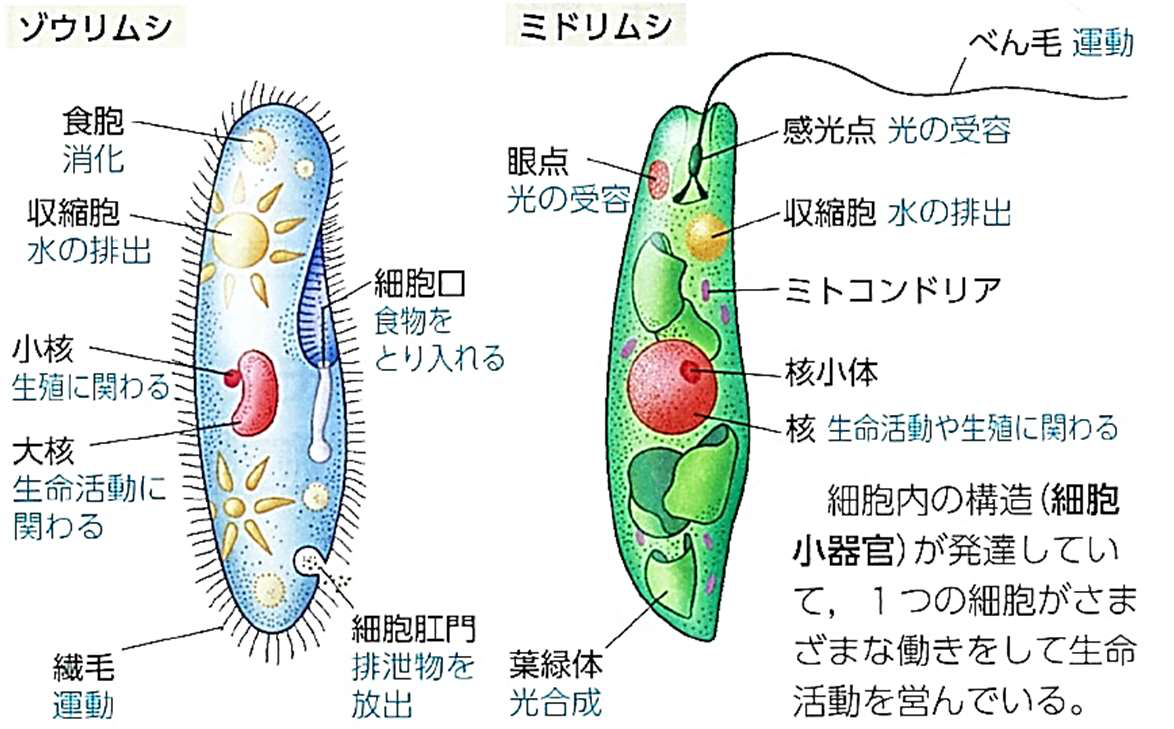 ゾウリムシ
食胞
消化
収縮胞
水の排出
細胞口
食物を
とり入れる
小核
生殖に関わる
大核
生命活動に
関わる
繊毛
運動
細胞肛門
排泄物を
放出
ミドリムシ
べん毛 運動
感光点 光の受容
眼点
光の受容
収縮胞 水の排出
ミトコンドリア
核小体
核 生命活動や生殖に関わる
葉緑体
光合成
細胞内の構造(細胞
小器官)が発達してい
て，1つの細胞がさま
ざまな働きをして生命
活動を営んでいる。